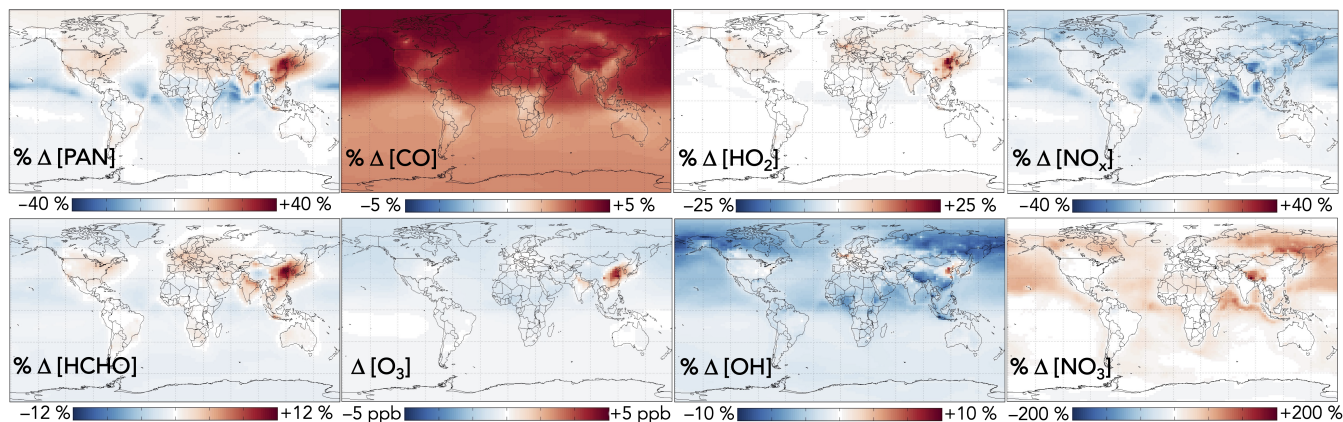 % Δ [PAN]
% Δ [CO]
% Δ [HO2]
% Δ [NOx]
−40 % +40 %
−5 % +5 %
−25 % +25 %
−40 % +40 %
% Δ [HCHO]
Δ [O3]
% Δ [OH]
% Δ [NO3]
−12 % +12 %
−5 ppb +5 ppb
−10 % +10 %
−200 % +200 %